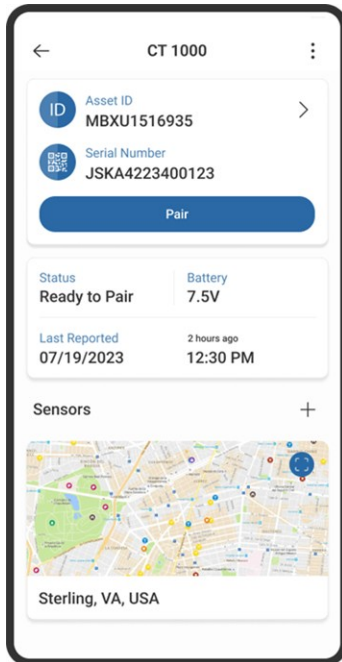 CT 1000
ID
Asset ID
MBXU1516935
Serial Number
JSKA4223400123
Pair
Status
Ready to Pair
Battery
7.5V
Last Reported
07/19/2023
2 hours ago
12:30 PM
Sensors
Sterling, VA, USA